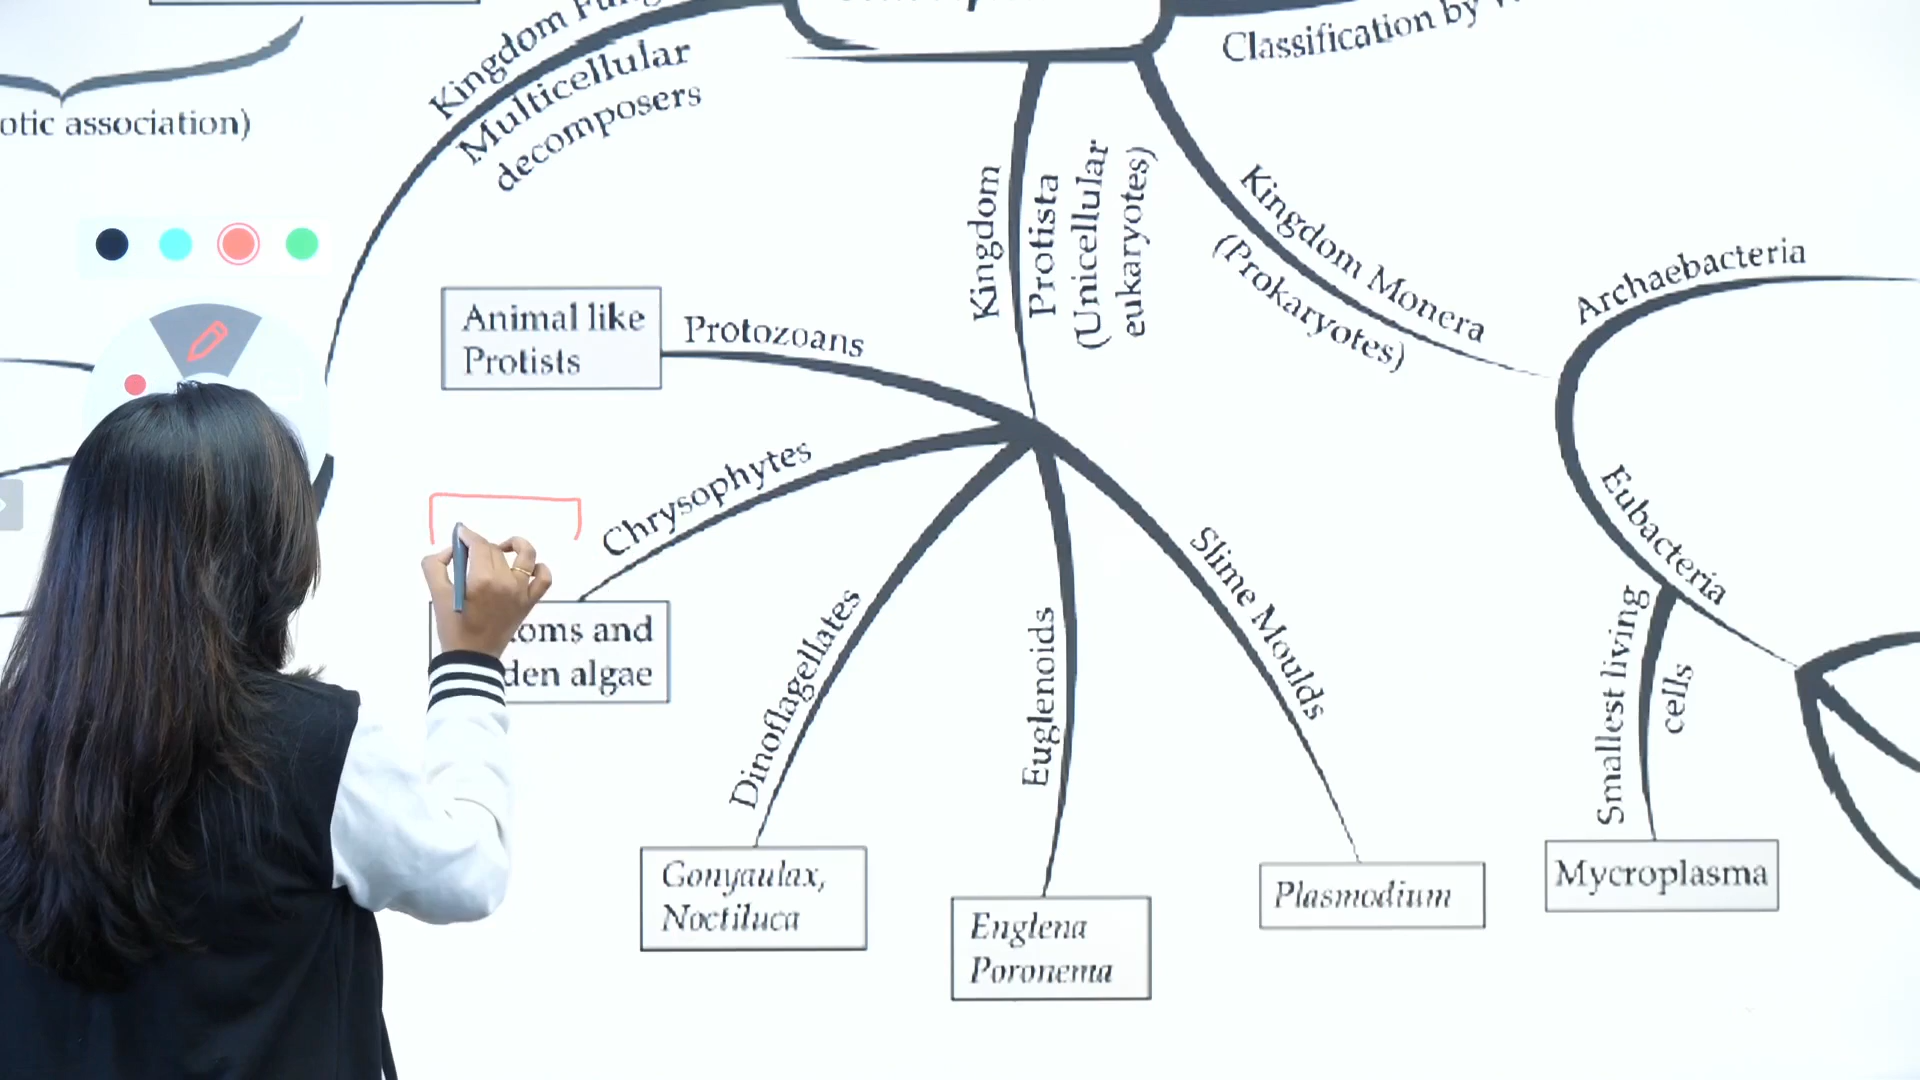 otic association)
Kingdom
Multicellular
decomposers
Classification by
Kingdom
Protista
(Unicellular
eukaryotes)
Kingdom Monera
(Prokaryotes)
Archaebacteria
Eubacteria
Smallest living
cells
Mycroplasma
Animal like
Protists
Protozoans
Chrysophytes
oms and
den algae
Dinoflagellates
Gonyaulax,
Noctiluca
Euglenoids
Englena
Poronema
Slime Moulds
Plasmodium